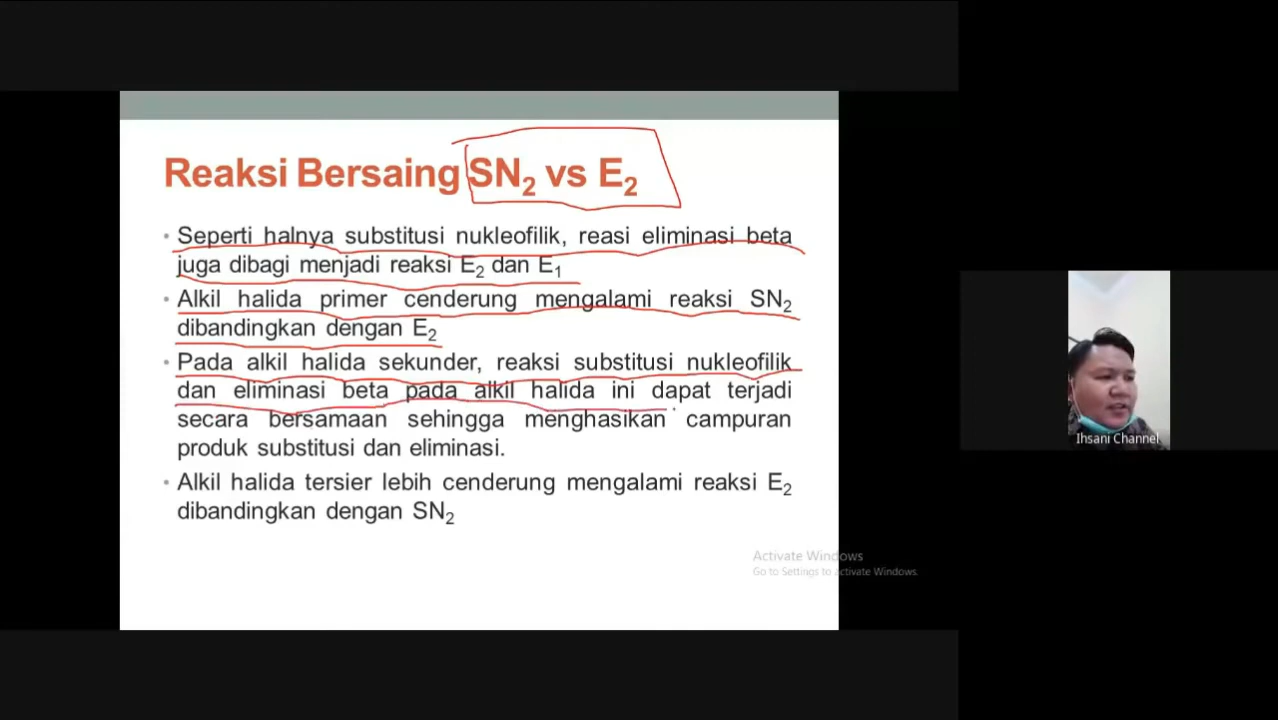 Reaksi Bersaing SN₂ vs E₂
• Seperti halnya substitusi nukleofilik, reasi eliminasi beta
juga dibagi menjadi reaksi E₂ dan E₁
• Alkil halida primer cenderung mengalami reaksi SN₂
dibandingkan dengan E₂
• Pada alkil halida sekunder, reaksi substitusi nukleofilik
dan eliminasi beta pada alkil halida ini dapat terjadi
secara bersamaan sehingga menghasikan campuran
produk substitusi dan eliminasi.
• Alkil halida tersier lebih cenderung mengalami reaksi E₂
dibandingkan dengan SN₂
Activate Windows
Go to Settings to activate Windows.
Ihsani Channel